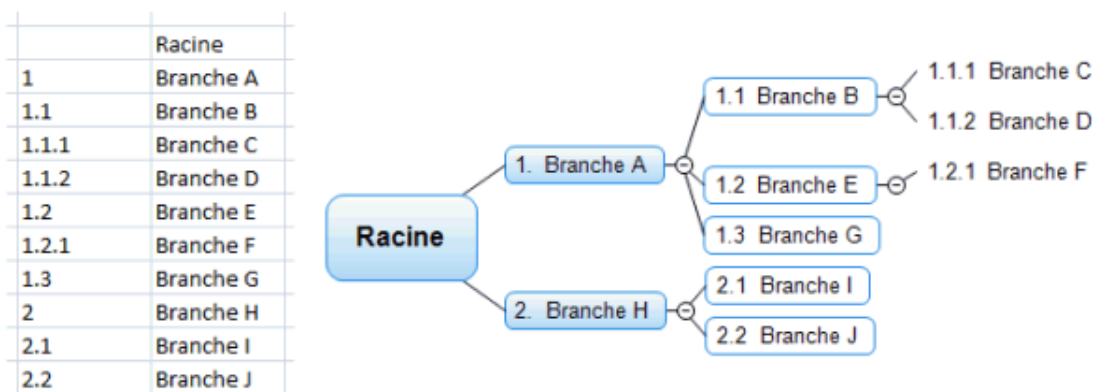 Racine
1 Branche A
1.1 Branche B
1.1.1 Branche C
1.1.2 Branche D
1.2 Branche E
1.2.1 Branche F
1.3 Branche G
2 Branche H
2.1 Branche I
2.2 Branche J
Racine
1. Branche A
1.1 Branche B
1.1.1 Branche C
1.1.2 Branche D
1.2 Branche E
1.2.1 Branche F
1.3 Branche G
2. Branche H
2.1 Branche I
2.2 Branche J